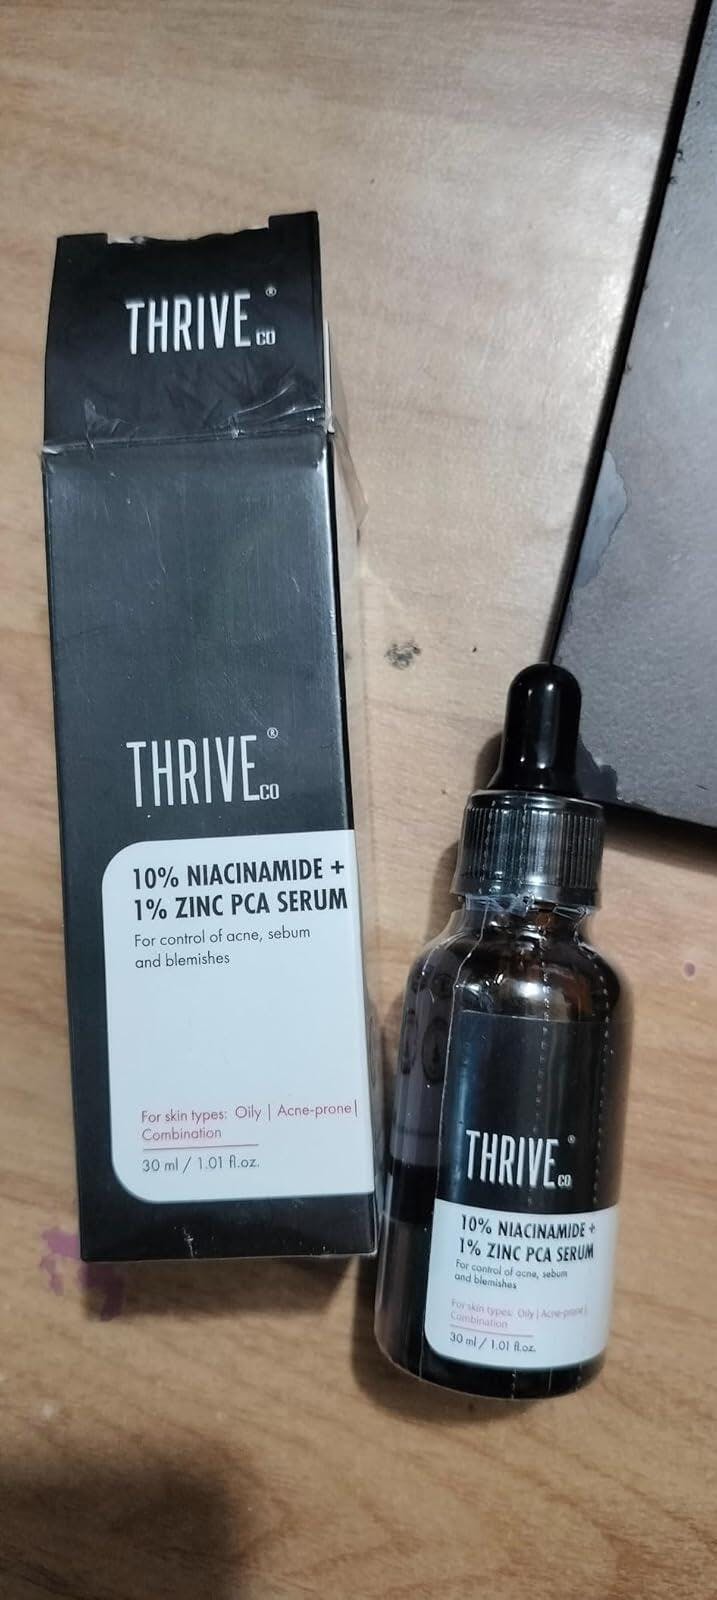 THRIVE CO ®
THRIVE CO ®
10% NIACINAMIDE +
1% ZINC PCA SERUM
For control of acne, sebum
and blemishes
For skin types: Oily | Acne-prone|
Combination
30 ml / 1.01 fl.oz.
THRIVE CO ®
10% NIACINAMIDE +
1% ZINC PCA SERUM
For control of acne, sebum
and blemishes
For skin types: Oily | Acne-prone|
Combination
30 ml / 1.01 fl.oz.